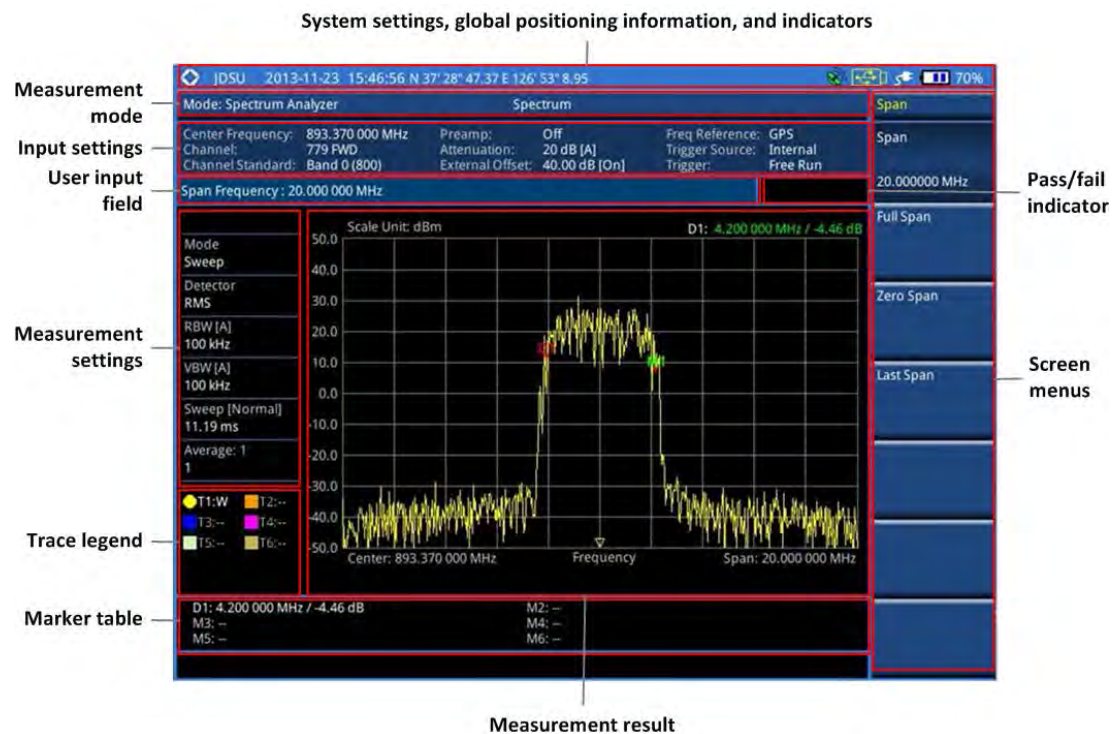 System settings, global positioning information, and indicators
JDSU 2013-11-23 15:46:56 N 37' 28" 47.37 E 126' 53" 8.95 70%
Measurement mode
Mode: Spectrum Analyzer Spectrum
Span
Input settings
Center Frequency: 893.370 000 MHz Preamp: Off Freq Reference: GPS
Channel: 779 FWD Attenuation: 20 dB [A] Trigger Source: Internal
Channel Standard: Band 0 (800) External Offset: 40.00 dB [On] Trigger: Free Run
Span
20.000000 MHz
User input field
Span Frequency : 20.000 000 MHz
Pass/fail indicator
Full Span
Zero Span
Last Span
Screen menus
Measurement settings
Mode
Sweep
Detector
RMS
RBW [A]
100 kHz
VBW [A]
100 kHz
Sweep [Normal]
11.19 ms
Average: 1
1
Scale Unit: dBm D1: 4.200 000 MHz / -4.46 dB
50.0
40.0
30.0
20.0
10.0
0.0
-10.0
-20.0
-30.0
-40.0
-50.0
Center: 893.370 000 MHz Frequency Span: 20.000 000 MHz
Trace legend
T1:W T2:--
T3:-- T4:--
T5:-- T6:--
Marker table
D1: 4.200 000 MHz / -4.46 dB M2: --
M3: -- M4: --
M5: -- M6: --
Measurement result